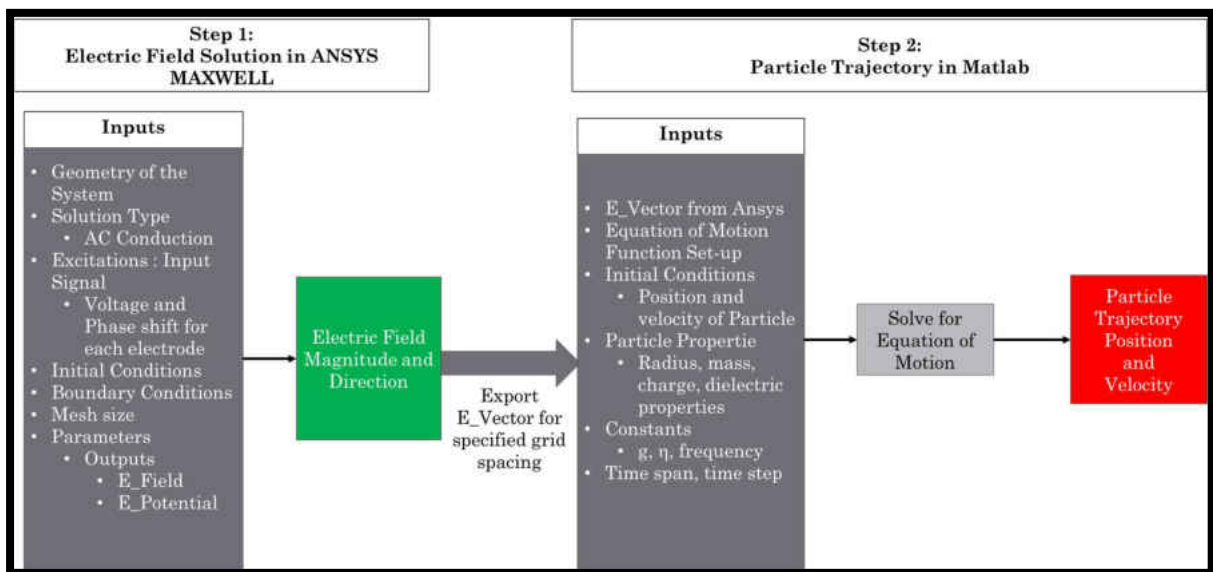 Step 1:
Electric Field Solution in ANSYS
MAXWELL
Inputs
• Geometry of the
System
• Solution Type
• AC Conduction
• Excitations : Input
Signal
• Voltage and
Phase shift for
each electrode
• Initial Conditions
• Boundary Conditions
• Mesh size
• Parameters
• Outputs
• E_Field
• E_Potential
Electric Field
Magnitude and
Direction
Export
E_Vector for
specified grid
spacing
Step 2:
Particle Trajectory in Matlab
Inputs
• E_Vector from Ansys
• Equation of Motion
Function Set-up
• Initial Conditions
• Position and
velocity of Particle
• Particle Propertie
• Radius, mass,
charge, dielectric
properties
• Constants
• g, η, frequency
• Time span, time step
Solve for
Equation of
Motion
Particle
Trajectory
Position
and
Velocity